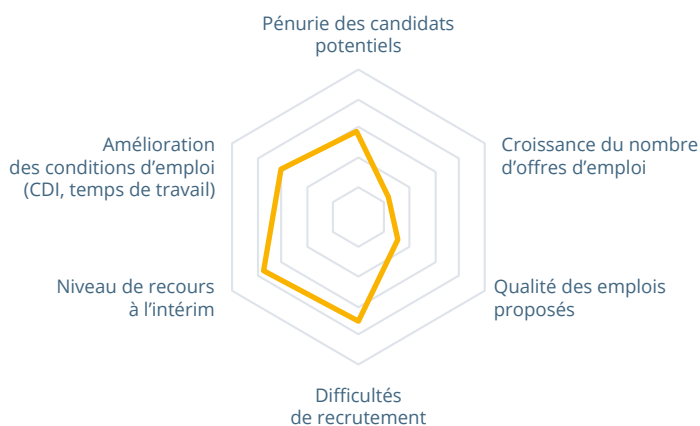 Pénurie des candidats
potentiels
Amélioration
des conditions d’emploi
(CDI, temps de travail)
Croissance du nombre
d’offres d’emploi
Niveau de recours
à l’intérim
Qualité des emplois
proposés
Difficultés
de recrutement